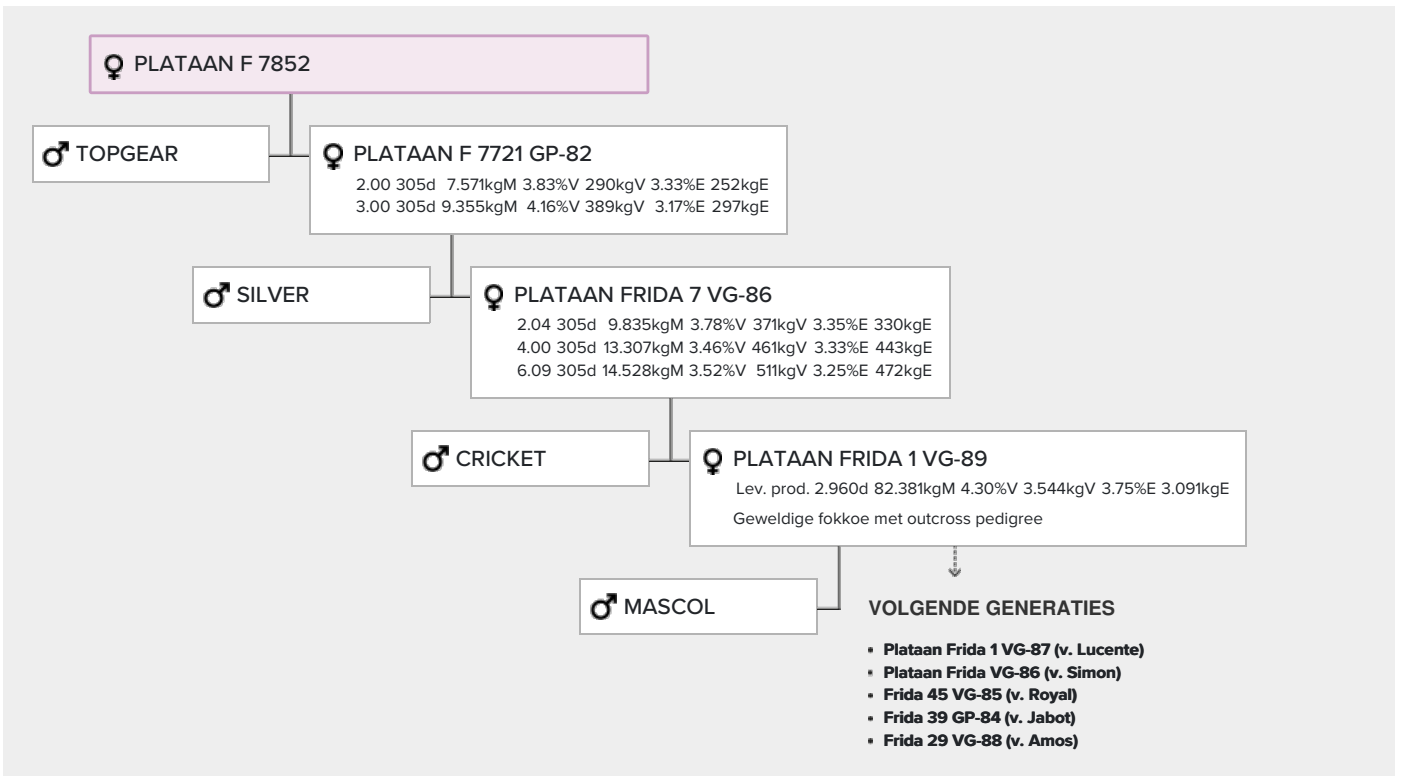 PLATAAN F 7852
TOPGEAR
PLATAAN F 7721 GP-82
2.00 305d 7.571kgM 3.83%V 290kgV 3.33%E 252kgE
3.00 305d 9.355kgM 4.16%V 389kgV 3.17%E 297kgE
SILVER
PLATAAN FRIDA 7 VG-86
2.04 305d 9.835kgM 3.78%V 371kgV 3.35%E 330kgE
4.00 305d 13.307kgM 3.46%V 461kgV 3.33%E 443kgE
6.09 305d 14.528kgM 3.52%V 511kgV 3.25%E 472kgE
CRICKET
PLATAAN FRIDA 1 VG-89
Lev. prod. 2.960d 82.381kgM 4.30%V 3.544kgV 3.75%E 3.091kgE
Geweldige fokkoe met outcross pedigree
MASCOL
VOLGENDE GENERATIES
• Plataan Frida 1 VG-87 (v. Lucente)
• Plataan Frida VG-86 (v. Simon)
• Frida 45 VG-85 (v. Royal)
• Frida 39 GP-84 (v. Jabot)
• Frida 29 VG-88 (v. Amos)